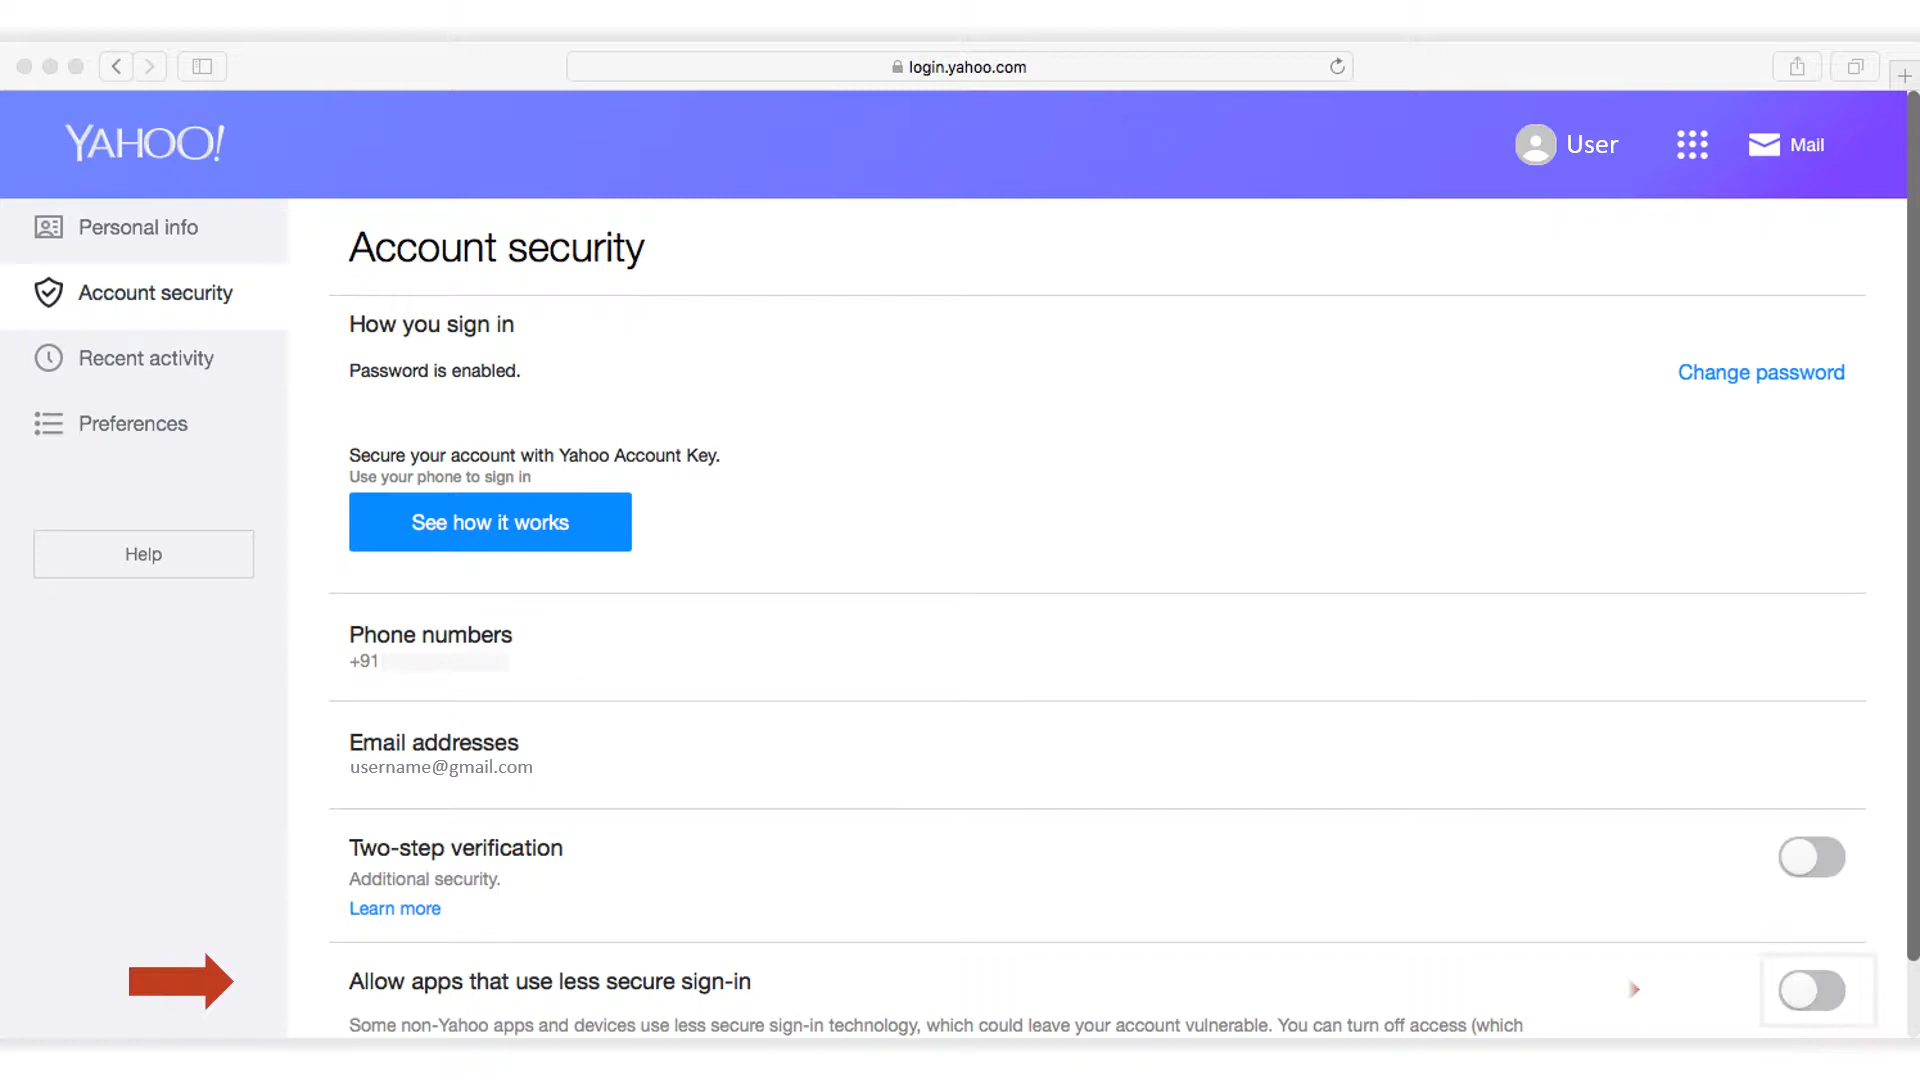 login.yahoo.com
YAHOO!
User
Mail
Personal info
Account security
Recent activity
Preferences
Help
Account security
How you sign in
Password is enabled.
Change password
Secure your account with Yahoo Account Key.
Use your phone to sign in
See how it works
Phone numbers
+91
Email addresses
username@gmail.com
Two-step verification
Additional security.
Learn more
Allow apps that use less secure sign-in
Some non-Yahoo apps and devices use less secure sign-in technology, which could leave your account vulnerable. You can turn off access (which